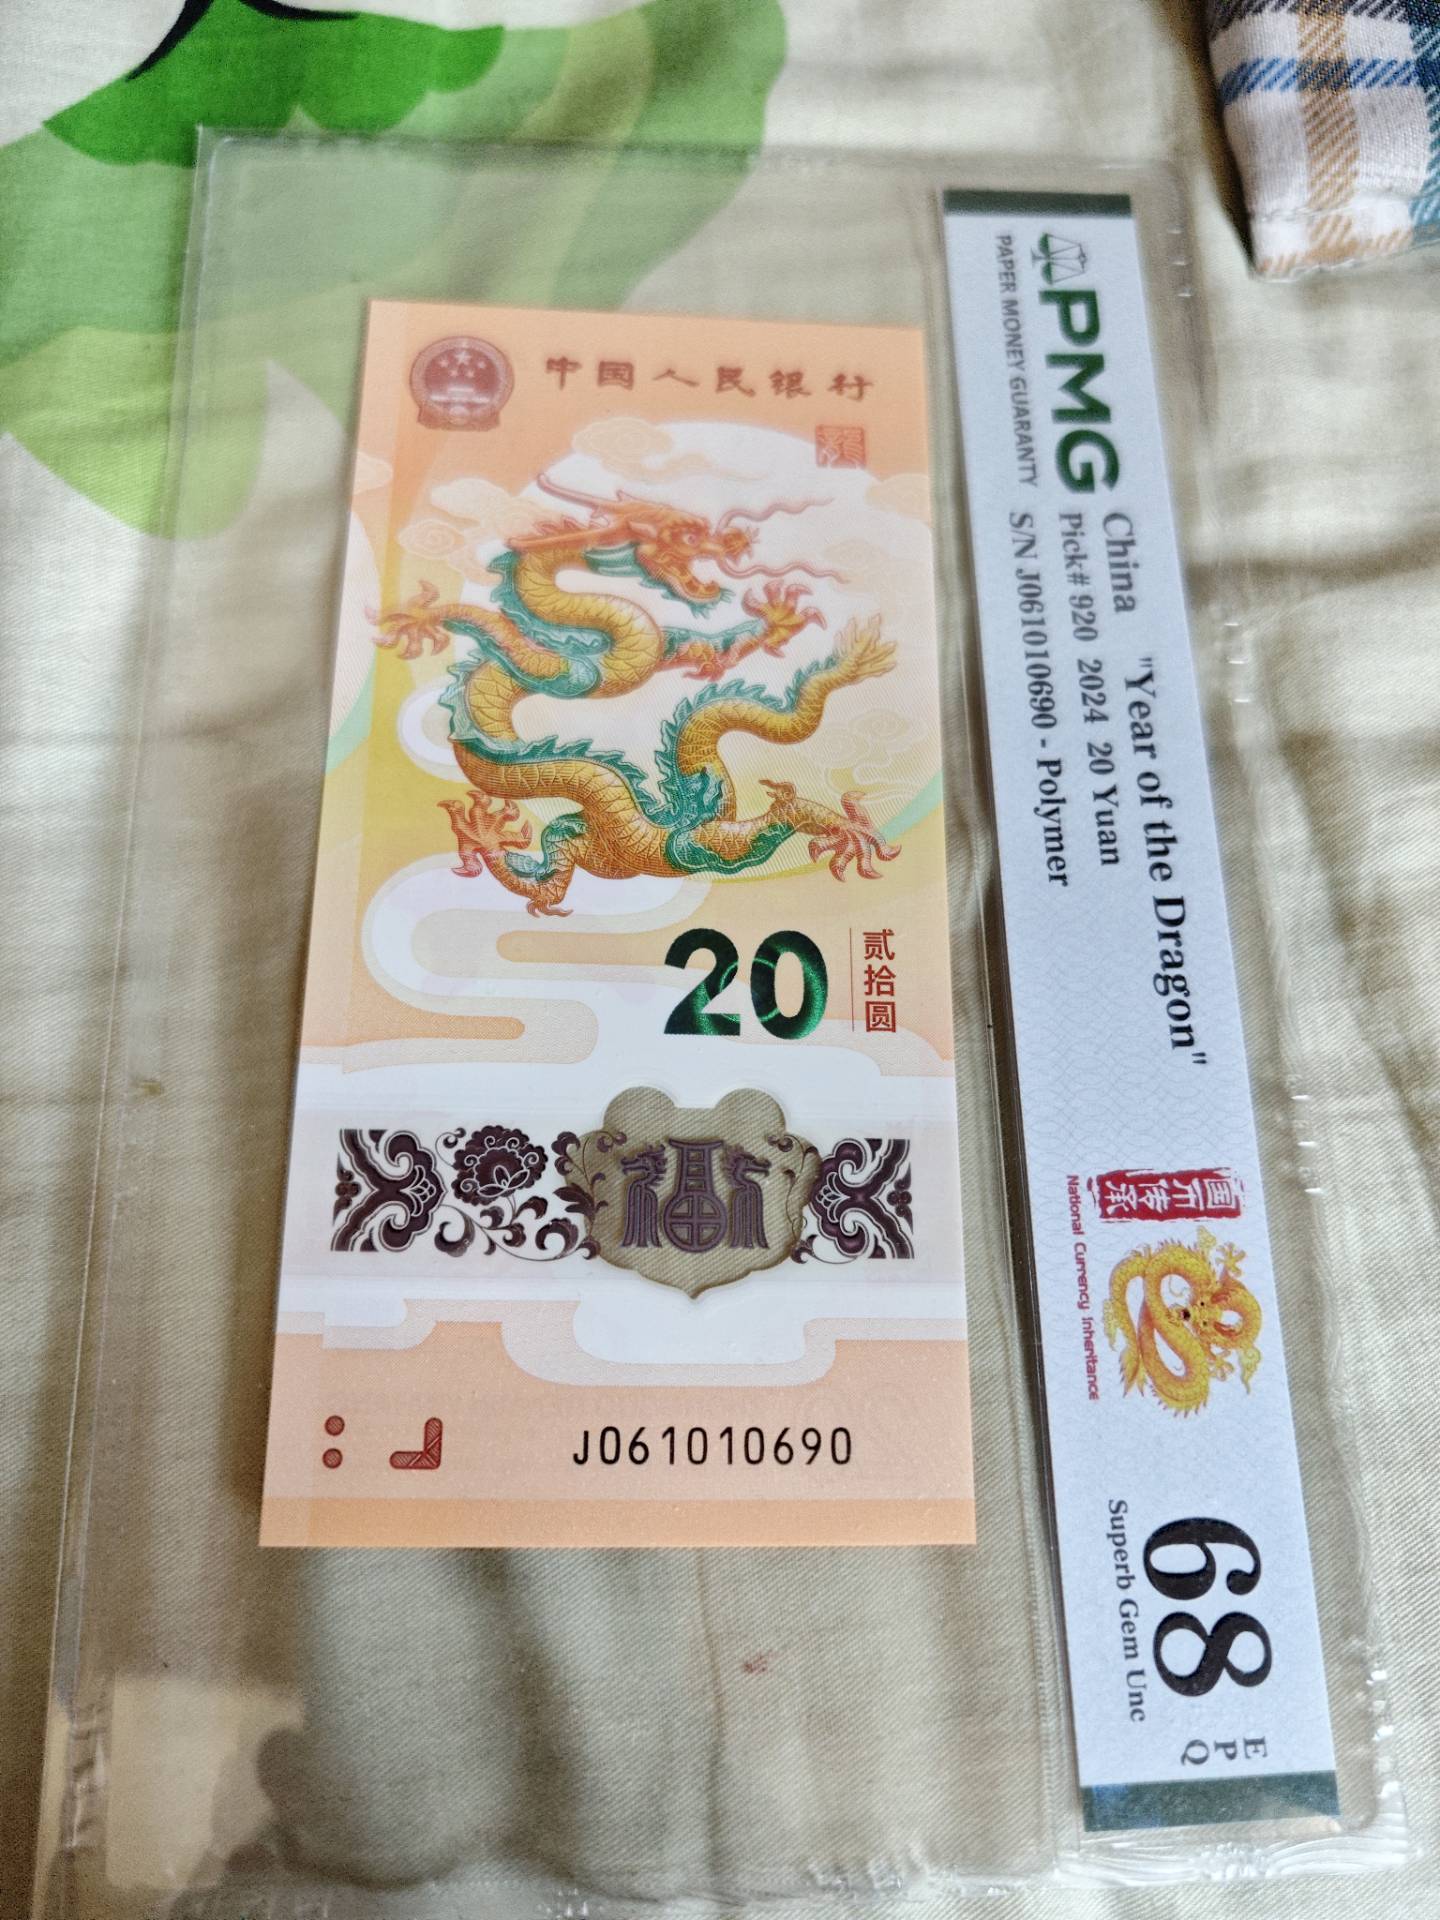 中国人民银行
龍
20
贰拾圆
福
J061010690
PMG
PAPER MONEY GUARANTY
China "Year of the Dragon"
Pick# 920 2024 20 Yuan
S/N J061010690 - Polymer
国币传承
National Currency Inheritance
68
Superb Gem Unc
E
P
Q